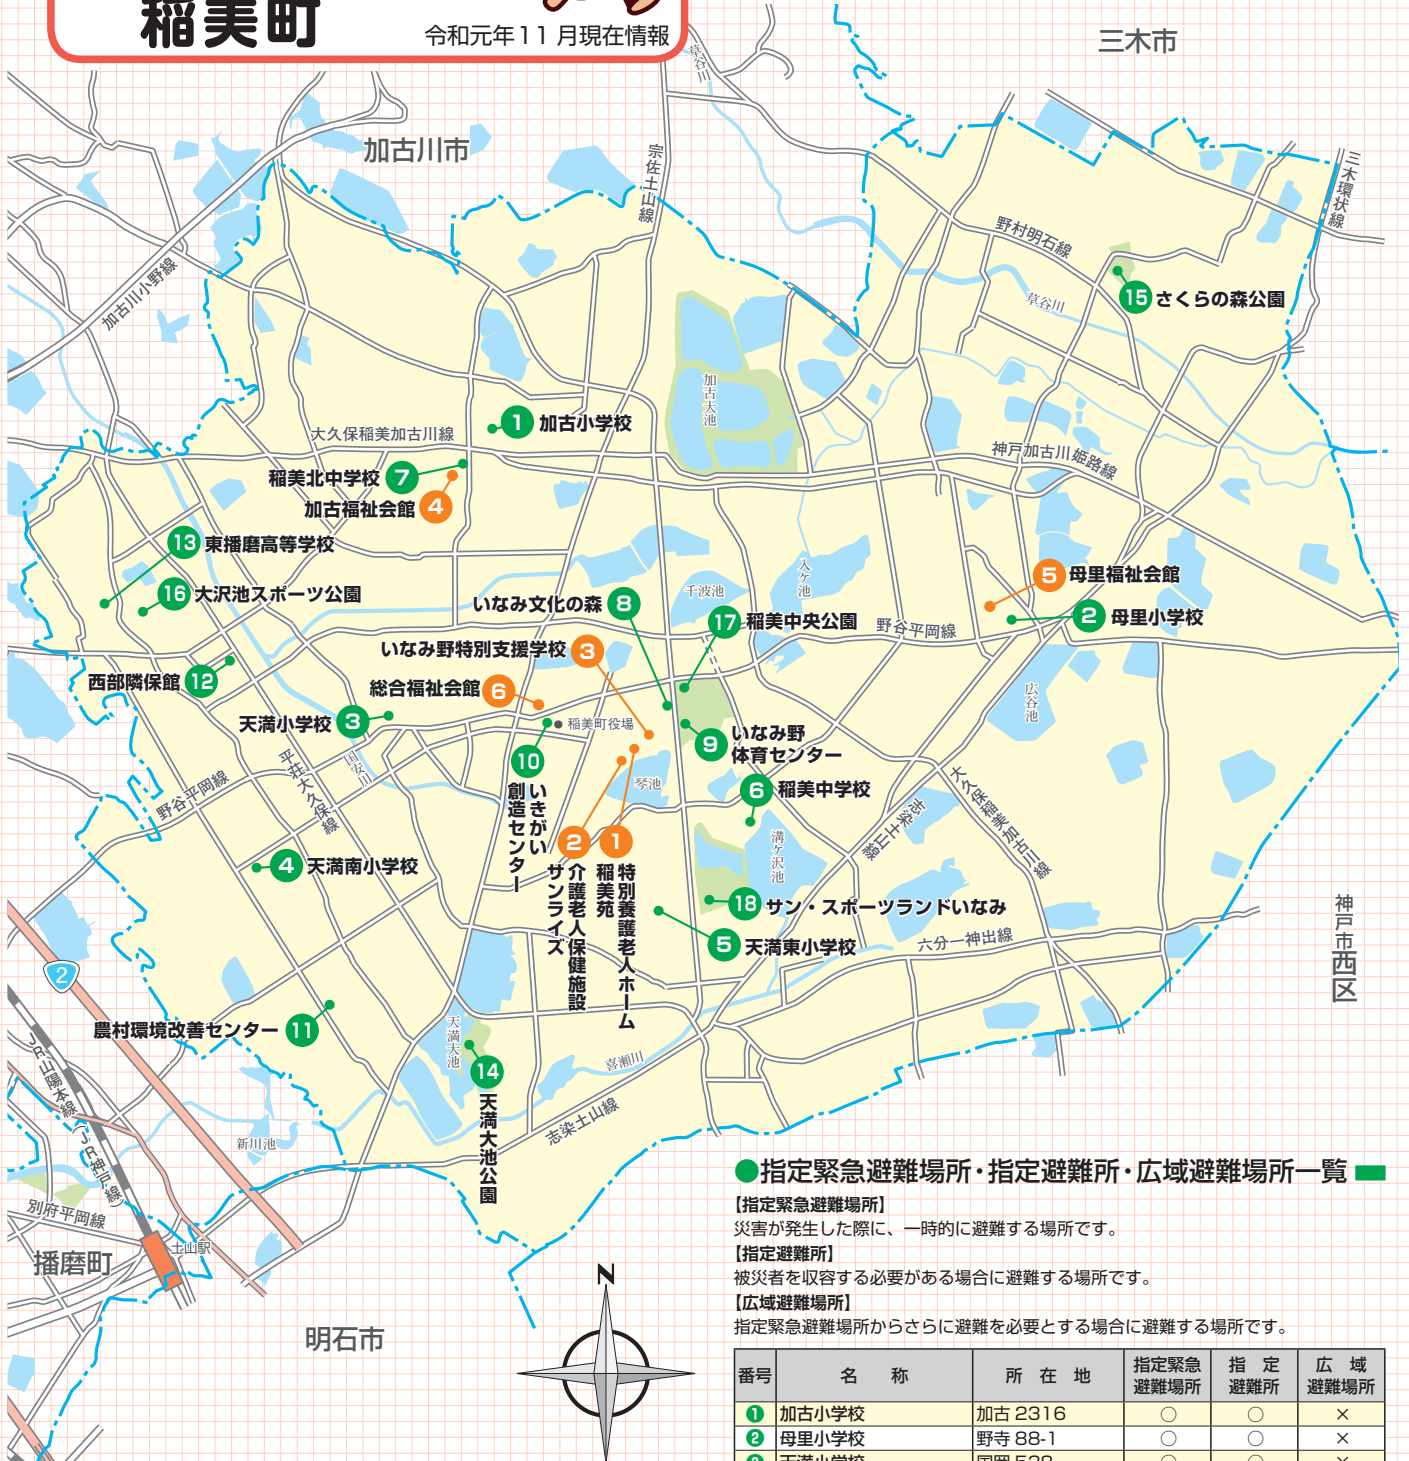 稲美町
令和元年11月現在情報
三木市
加古川市
草谷川
宗佐土山線
三木環状線
野村明石線
加古川小野線
草谷川
15 さくらの森公園
加古大池
1 加古小学校
大久保稲美加古川線
神戸加古川姫路線
稲美北中学校 7
加古福祉会館 4
13 東播磨高等学校
16 大沢池スポーツ公園
入ケ池
千波池
5 母里福祉会館
いなみ文化の森 8
17 稲美中央公園
2 母里小学校
野谷平岡線
いなみ野特別支援学校 3
西部隣保館 12
総合福祉会館 6
広谷池
天満小学校 3
稲美町役場
9 いなみ野
体育センター
10 いきがい
創造センター
国安川
平荘大久保線
野谷平岡線
琴池
6 稲美中学校
大久保稲美加古川線
志染土山線
溝ケ沢池
2 介護老人保健施設
サンライズ
1 特別養護老人ホーム
稲美苑
4 天満南小学校
18 サン・スポーツランドいなみ
5 天満東小学校
六分一神出線
神戸市西区
2
農村環境改善センター 11
天満大池
14 天満大池公園
喜瀬川
志染土山線
JR山陽本線(JR神戸線)
新川池
別府平岡線
土山駅
播磨町
明石市
N
●指定緊急避難場所・指定避難所・広域避難場所一覧
【指定緊急避難場所】
災害が発生した際に、一時的に避難する場所です。
【指定避難所】
被災者を収容する必要がある場合に避難する場所です。
【広域避難場所】
指定緊急避難場所からさらに避難を必要とする場合に避難する場所です。
番号 名 称 所 在 地 指定緊急避難場所 指 定避難所 広 域避難場所
1 加古小学校 加古 2316 ○ ○ ×
2 母里小学校 野寺 88-1 ○ ○ ×
3 天満小学校 国岡 538 ○ ○ ×